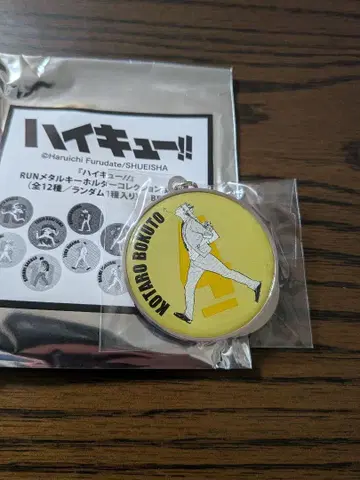 ハイキュー!!
©Haruichi Furudate/SHUEISHA
『ハイキュー!!』
RUNメタルキーホルダーコレクション
(全12種/ランダム1種入り)
KOTARO BOKUTO